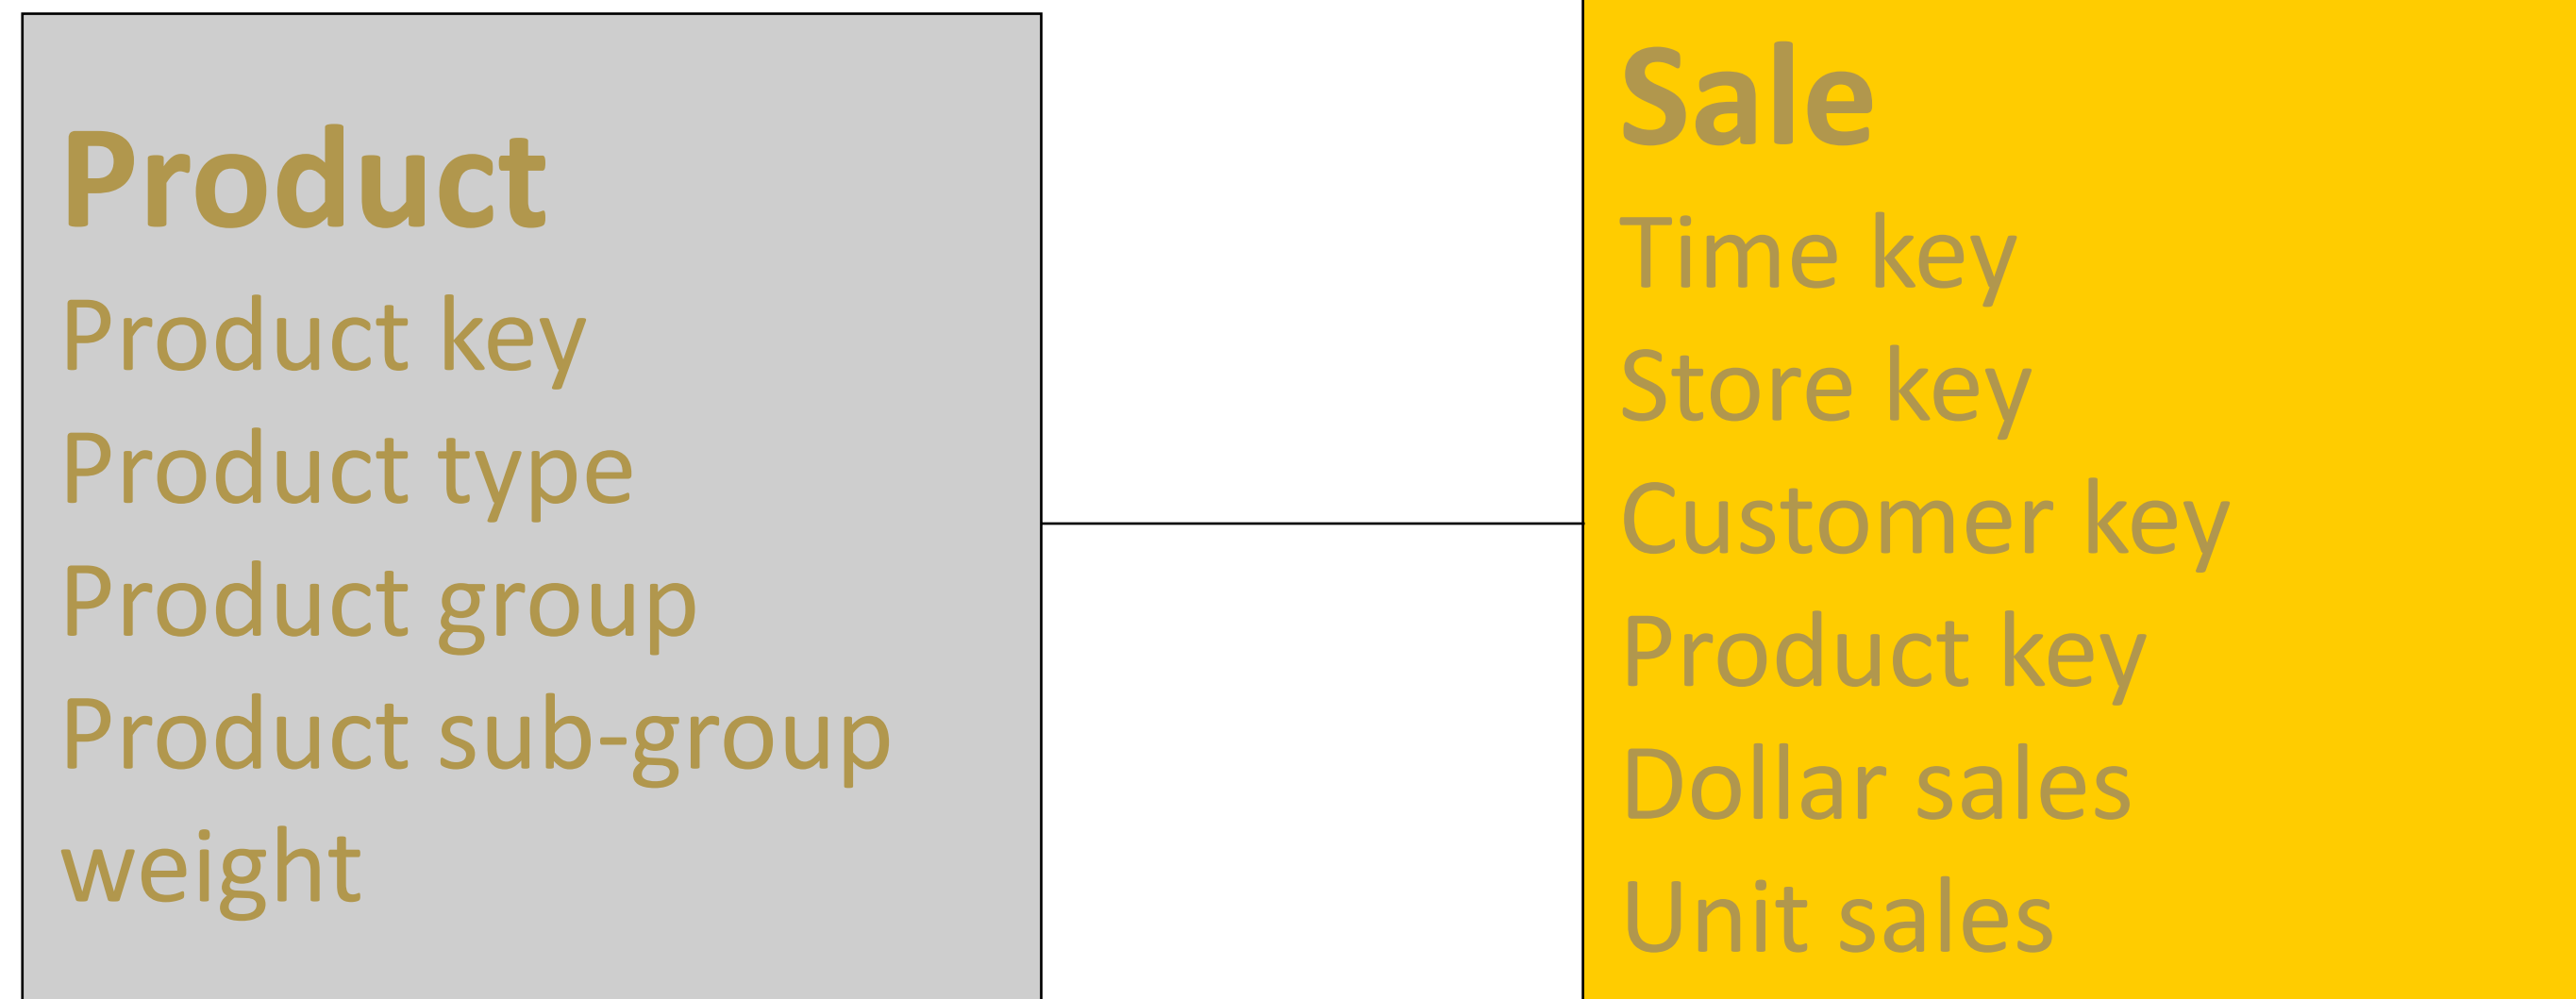 Product
Product key
Product type
Product group
Product sub-group
weight
Sale
Time key
Store key
Customer key
Product key
Dollar sales
Unit sales